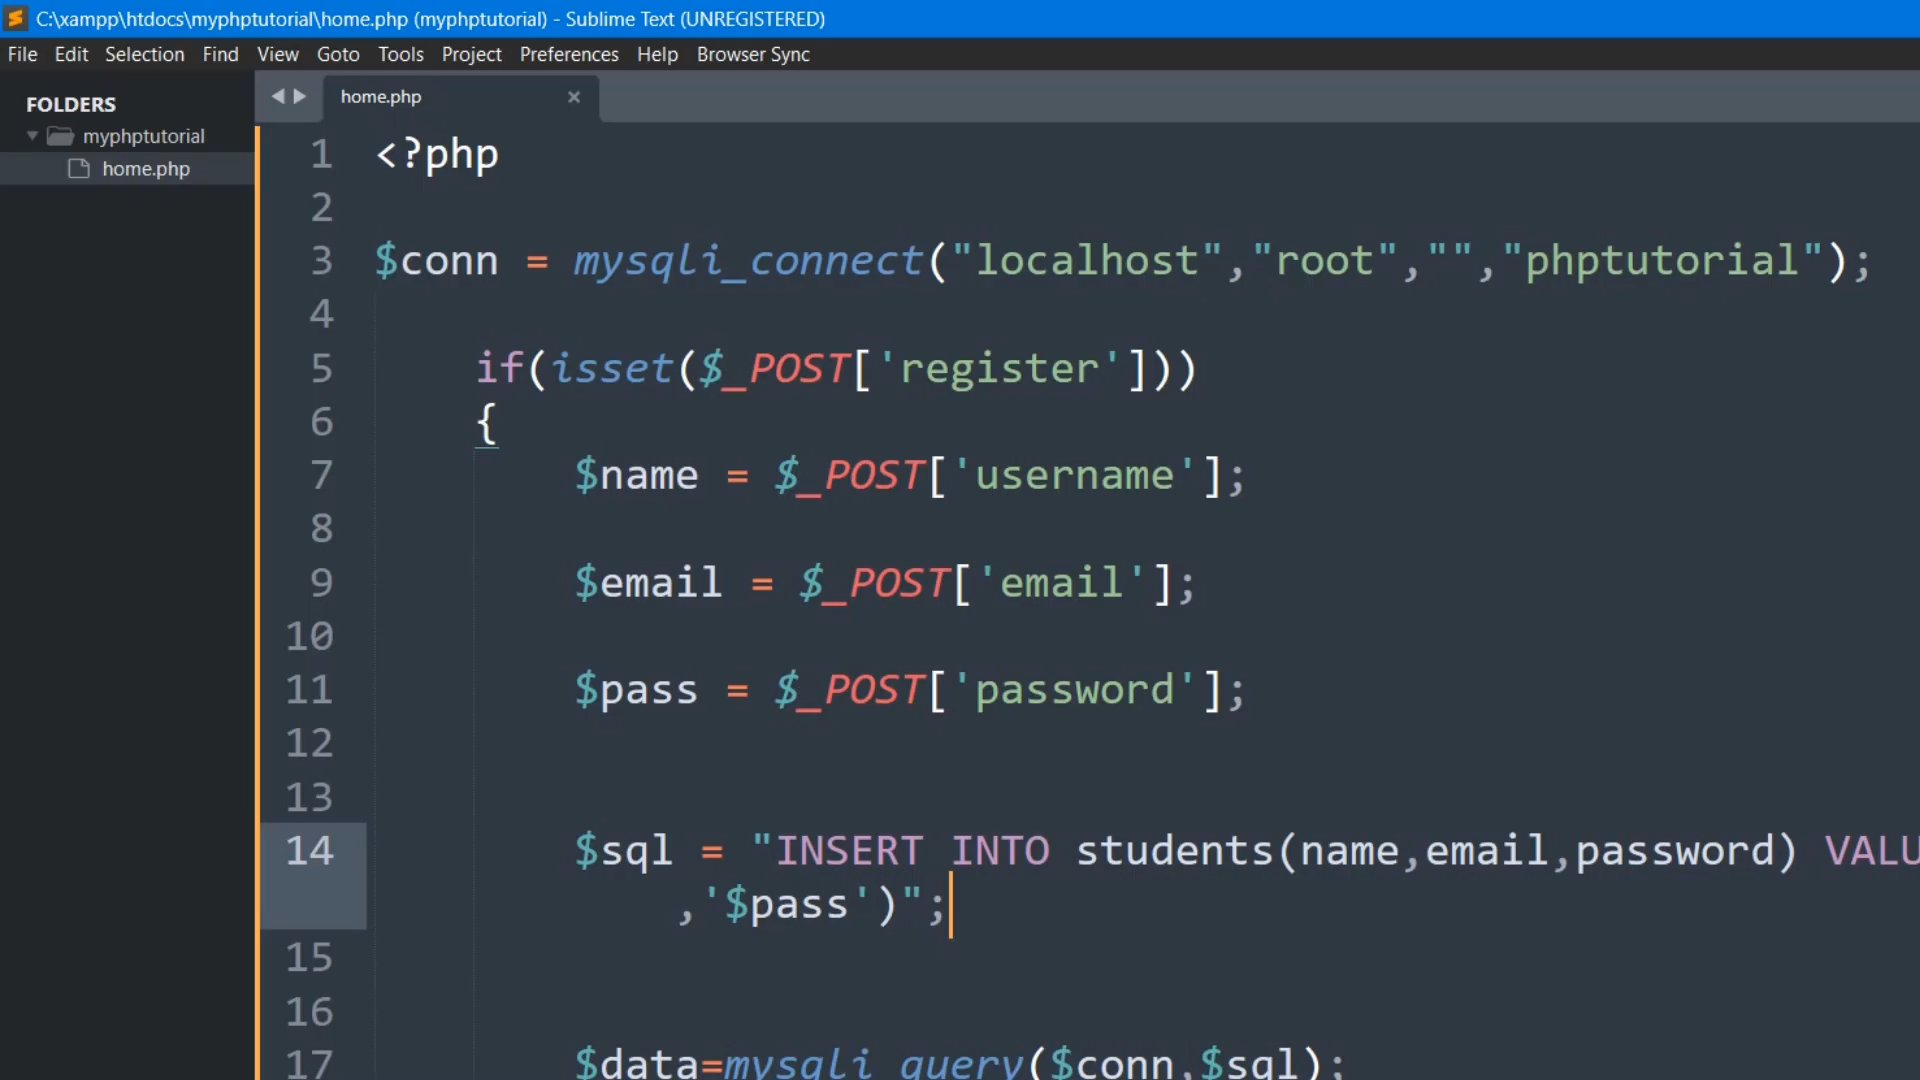 C:\xampp\htdocs\myphptutorial\home.php (myphptutorial) - Sublime Text (UNREGISTERED)
File Edit Selection Find View Goto Tools Project Preferences Help Browser Sync
FOLDERS
myphptutorial
home.php
home.php ×
1 <?php
2
3 $conn = mysqli_connect("localhost","root","","phptutorial");
4
5 if(isset($_POST['register']))
6 {
7 $name = $_POST['username'];
8
9 $email = $_POST['email'];
10
11 $pass = $_POST['password'];
12
13
14 $sql = "INSERT INTO students(name,email,password) VALU
,'$pass')";
15
16
17 $data=mysqli_query($conn,$sql);